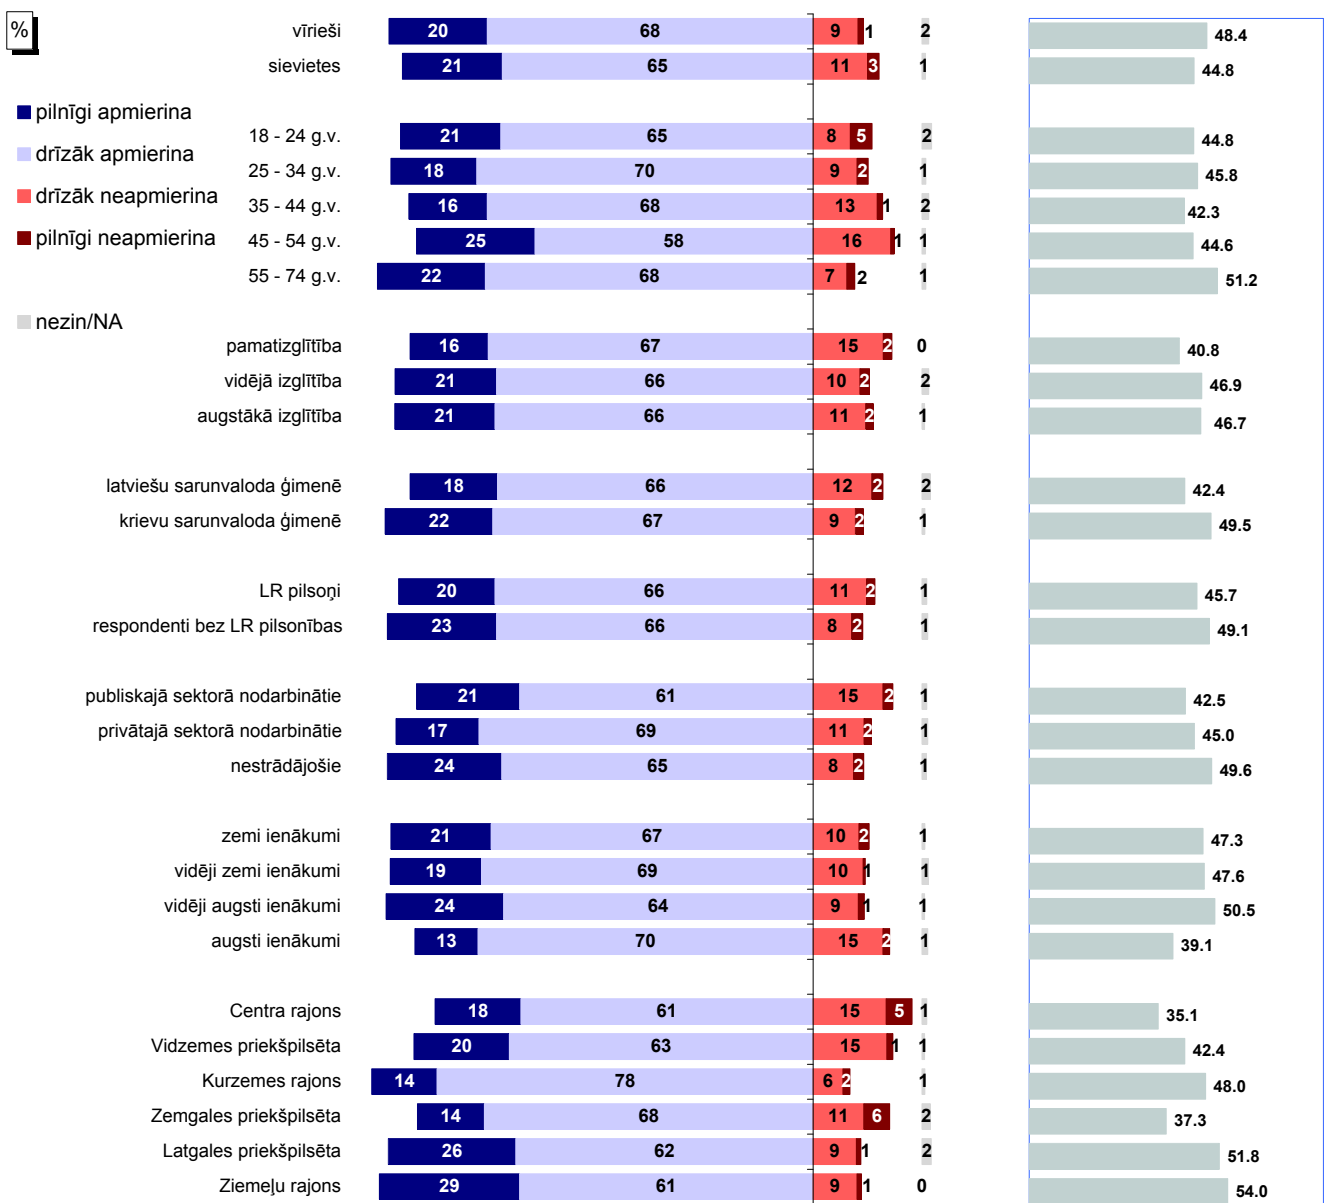 %
vīrieši 20 68 9 1 2 48.4
sievietes 21 65 11 3 1 44.8
pilnīgi apmierina
18 - 24 g.v. 21 65 8 5 2 44.8
drīzāk apmierina
25 - 34 g.v. 18 70 9 2 1 45.8
drīzāk neapmierina
35 - 44 g.v. 16 68 13 1 2 42.3
pilnīgi neapmierina
45 - 54 g.v. 25 58 16 1 1 44.6
55 - 74 g.v. 22 68 7 2 1 51.2
nezin/NA
pamatizglītība 16 67 15 2 0 40.8
vidējā izglītība 21 66 10 2 2 46.9
augstākā izglītība 21 66 11 2 1 46.7
latviešu sarunvaloda ģimenē 18 66 12 2 2 42.4
krievu sarunvaloda ģimenē 22 67 9 2 1 49.5
LR pilsoņi 20 66 11 2 1 45.7
respondenti bez LR pilsonības 23 66 8 2 1 49.1
publiskajā sektorā nodarbinātie 21 61 15 2 1 42.5
privātajā sektorā nodarbinātie 17 69 11 2 1 45.0
nestrādājošie 24 65 8 2 1 49.6
zemi ienākumi 21 67 10 2 1 47.3
vidēji zemi ienākumi 19 69 10 1 1 47.6
vidēji augsti ienākumi 24 64 9 1 1 50.5
augsti ienākumi 13 70 15 2 1 39.1
Centra rajons 18 61 15 5 1 35.1
Vidzemes priekšpilsēta 20 63 15 1 1 42.4
Kurzemes rajons 14 78 6 2 1 48.0
Zemgales priekšpilsēta 14 68 11 6 2 37.3
Latgales priekšpilsēta 26 62 9 1 2 51.8
Ziemeļu rajons 29 61 9 1 0 54.0